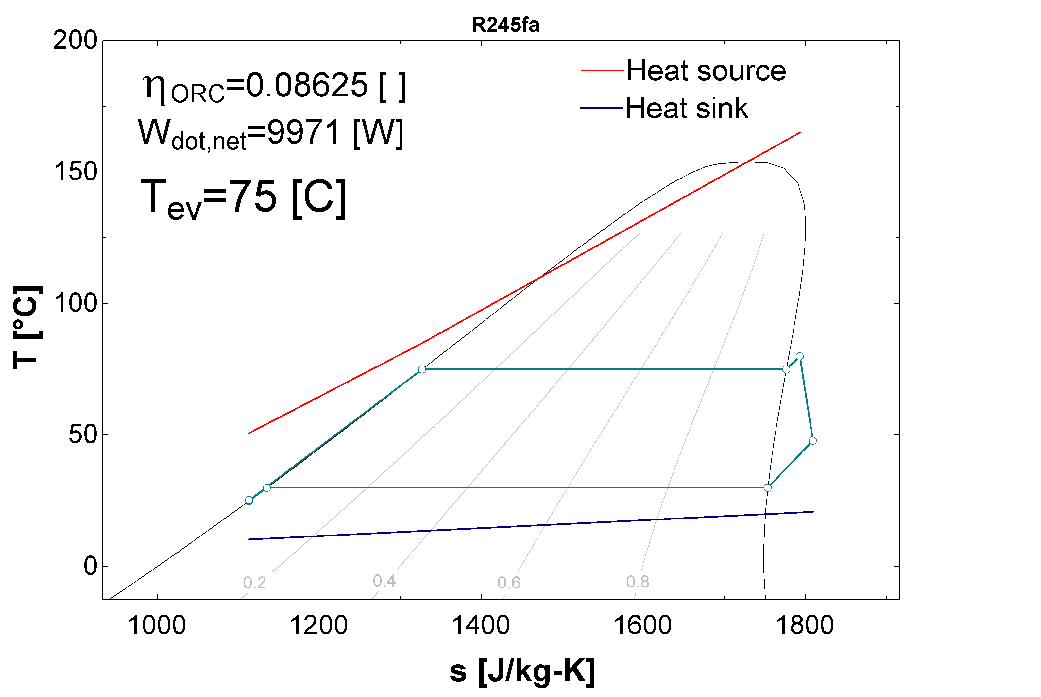 R245fa
200
150
100
50
0
T [°C]
ηORC=0.08625 [ ]
Wdot,net=9971 [W]
Tev=75 [C]
Heat source
Heat sink
0.2
0.4
0.6
0.8
1000
1200
1400
1600
1800
s [J/kg-K]